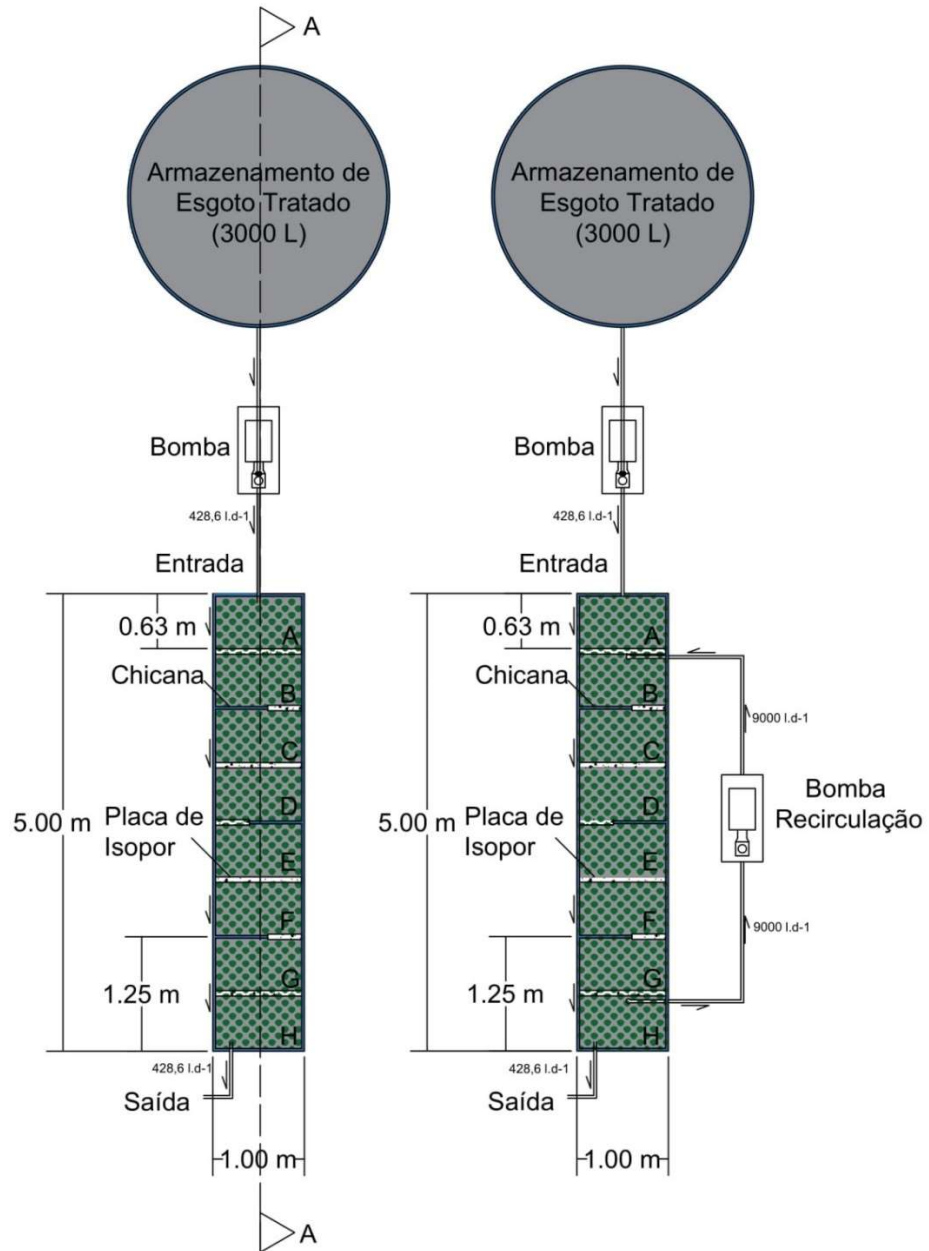 A
Armazenamento de
Esgoto Tratado
(3000 L)
Bomba
428,6 l.d-1
Entrada
0.63 m
Chicana
5.00 m
Placa de
Isopor
1.25 m
A
B
C
D
E
F
G
H
428,6 l.d-1
Saída
1.00 m
A
Armazenamento de
Esgoto Tratado
(3000 L)
Bomba
428,6 l.d-1
Entrada
0.63 m
Chicana
5.00 m
Placa de
Isopor
1.25 m
A
B
C
D
E
F
G
H
9000 l.d-1
Bomba
Recirculação
9000 l.d-1
428,6 l.d-1
Saída
1.00 m